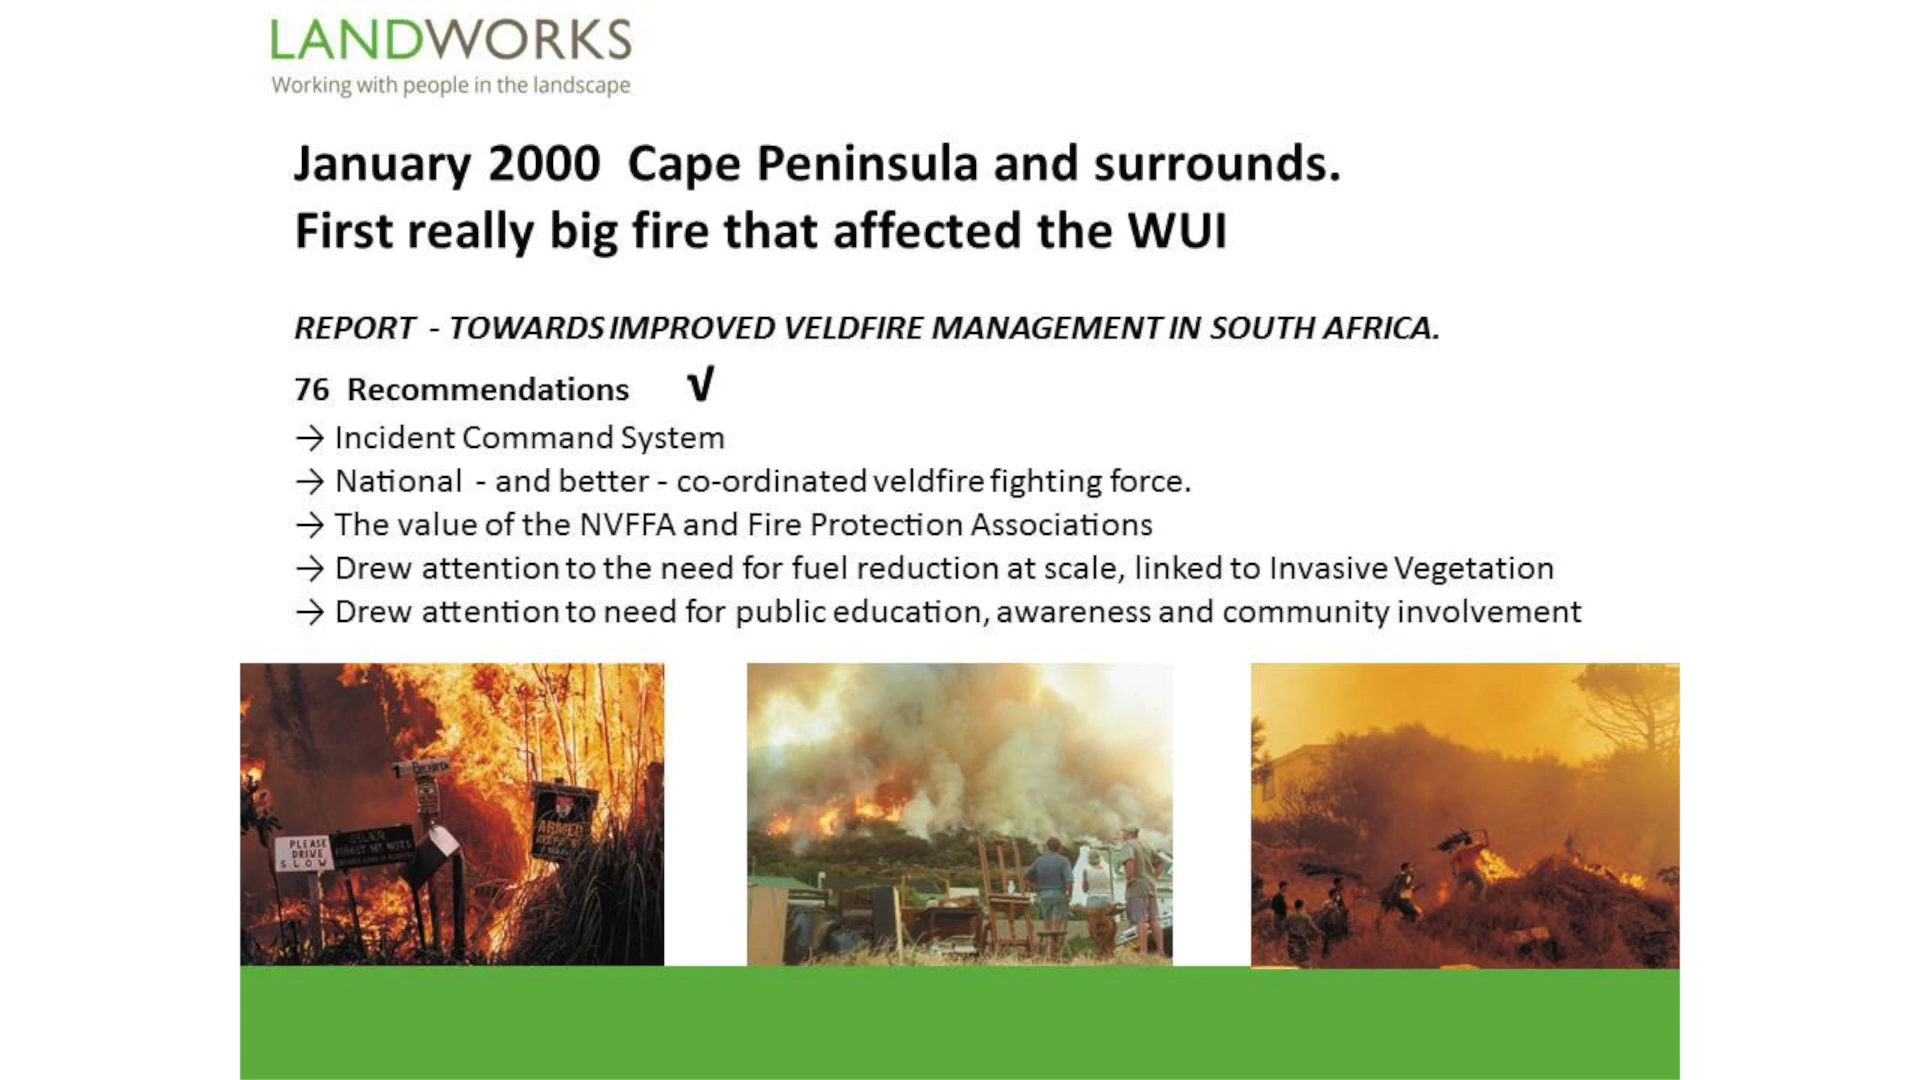 LANDWORKS
Working with people in the landscape
January 2000 Cape Peninsula and surrounds.
First really big fire that affected the WUI
REPORT - TOWARDS IMPROVED VELDFIRE MANAGEMENT IN SOUTH AFRICA.
76 Recommendations √
→ Incident Command System
→ National - and better - co-ordinated veldfire fighting force.
→ The value of the NVFFA and Fire Protection Associations
→ Drew attention to the need for fuel reduction at scale, linked to Invasive Vegetation
→ Drew attention to need for public education, awareness and community involvement
PLEASE
DRIVE
SLOW
ARMED